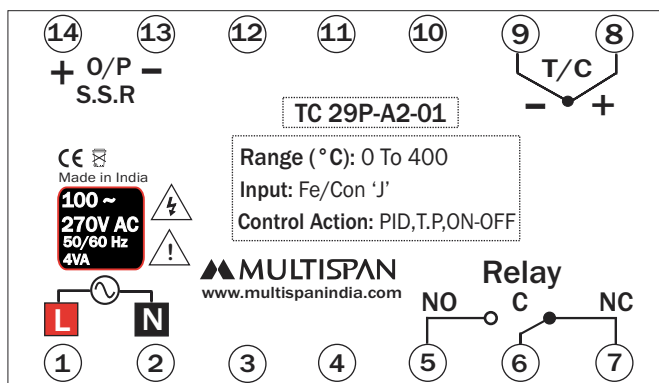 14 13 12 11 10 9 8
+ O/P − T/C
S.S.R − +
TC 29P-A2-01
Range (°C): 0 To 400
Input: Fe/Con ‘J’
Control Action: PID,T.P,ON-OFF
CE
Made in India
100 ~
270V AC
50/60 Hz
4VA
!
MULTISPAN
www.multispanindia.com
Relay
NO C NC
L N
1 2 3 4 5 6 7